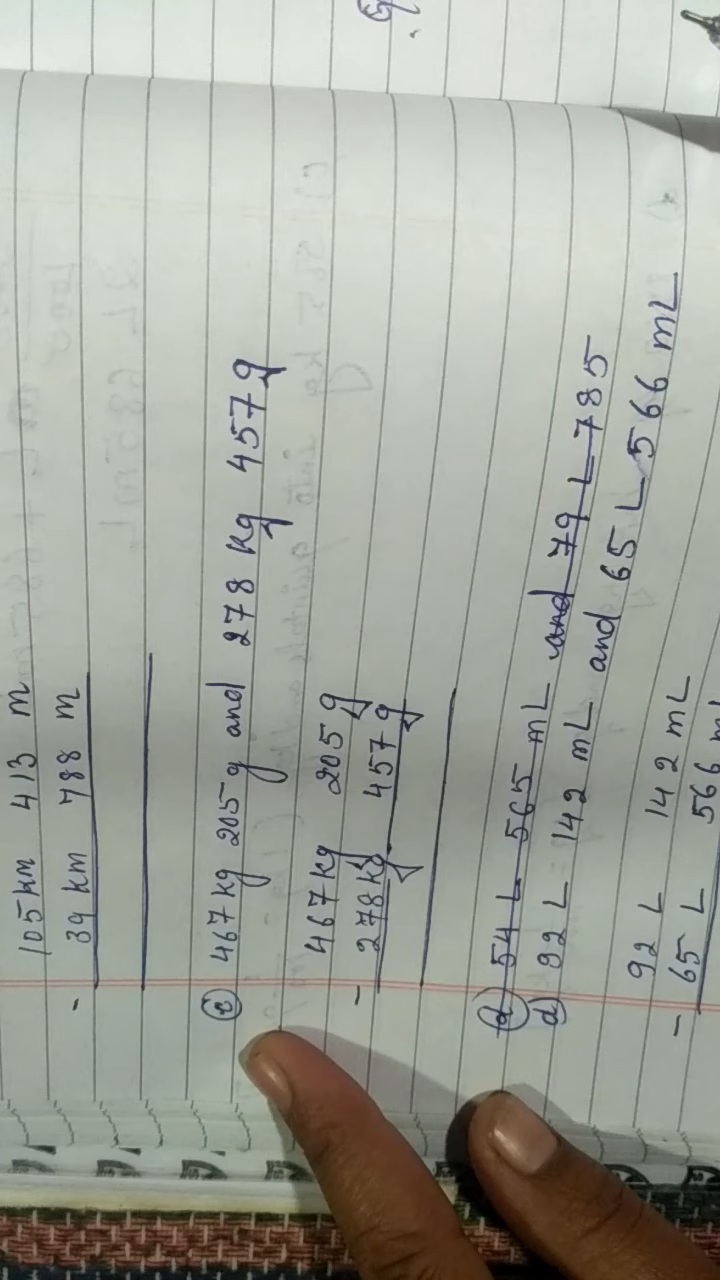 105 km 413 m
- 39 km 788 m
(c) 467 kg 205 g and 278 kg 457 g
467 kg 205 g
- 278 kg 457 g
(d) 54 L 565 mL and 79 L 785
d) 92 L 142 mL and 65 L 566 mL
92 L 142 mL
- 65 L 566 mL